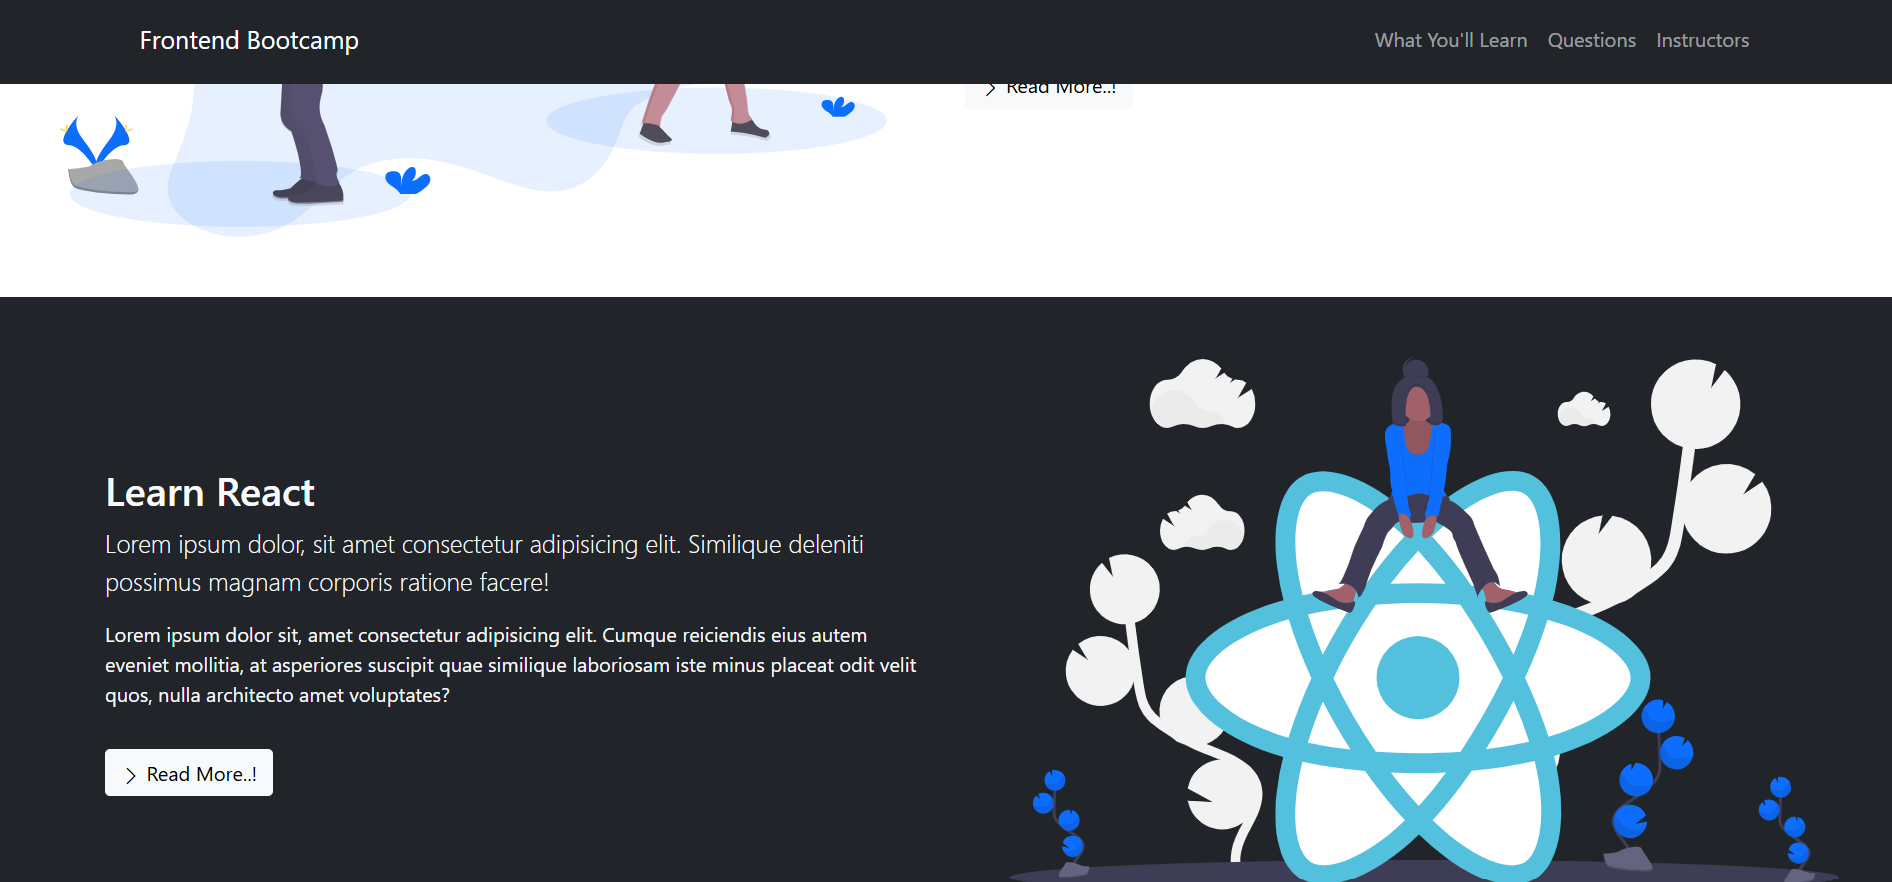 Frontend Bootcamp
What You'll Learn Questions Instructors
Read More..!
Learn React
Lorem ipsum dolor, sit amet consectetur adipisicing elit. Similique deleniti
possimus magnam corporis ratione facere!
Lorem ipsum dolor sit, amet consectetur adipisicing elit. Cumque reiciendis eius autem
eveniet mollitia, at asperiores suscipit quae similique laboriosam iste minus placeat odit velit
quos, nulla architecto amet voluptates?
Read More..!